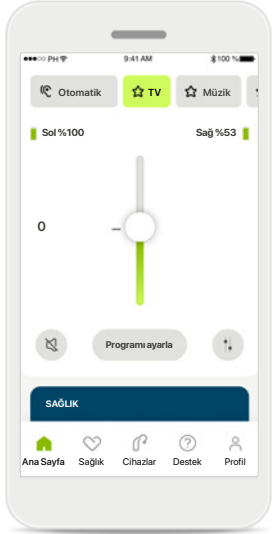 PH 9:41 AM 100 %
Otomatik TV Müzik
Sol %100 Sağ %53
0
Programı ayarla
SAĞLIK
Ana Sayfa Sağlık Cihazlar Destek Profil